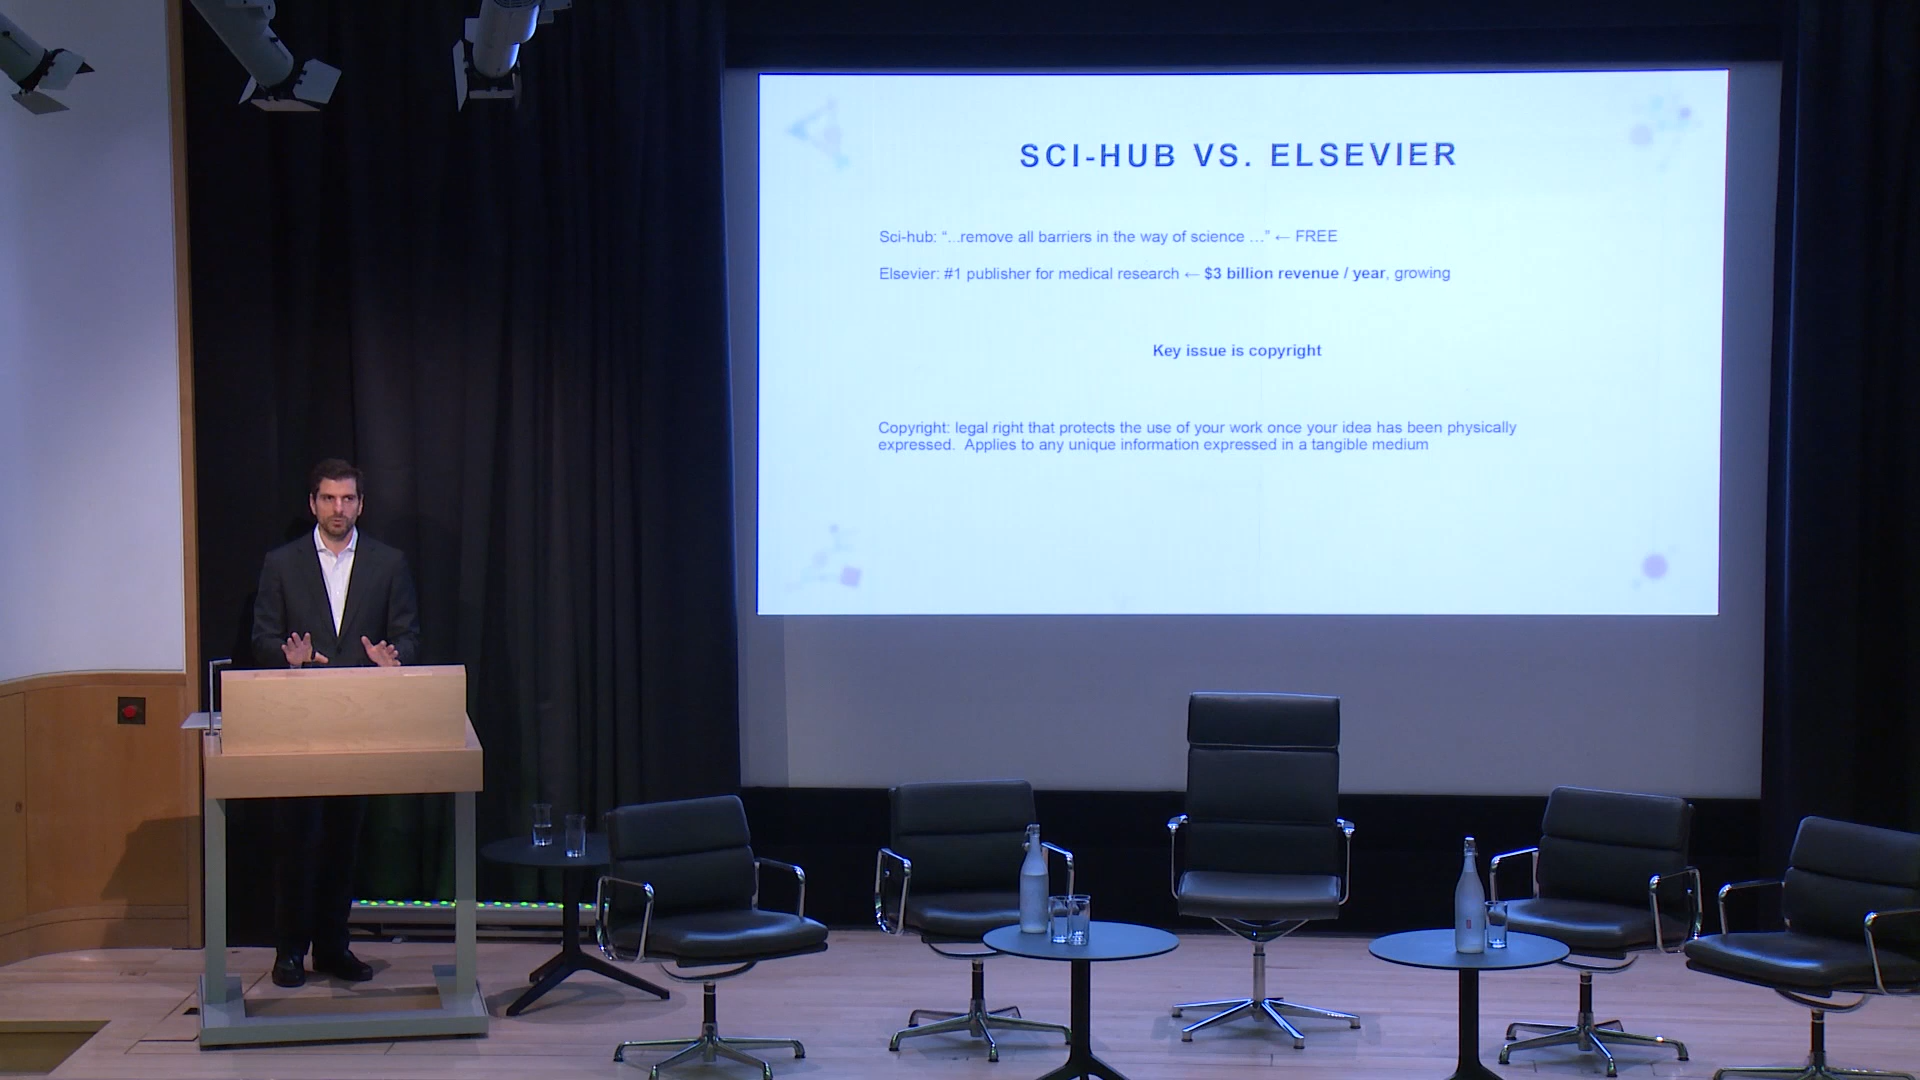 SCI-HUB VS. ELSEVIER
Sci-hub: “...remove all barriers in the way of science …” ← FREE
Elsevier: #1 publisher for medical research ← $3 billion revenue / year, growing
Key issue is copyright
Copyright: legal right that protects the use of your work once your idea has been physically
expressed.  Applies to any unique information expressed in a tangible medium